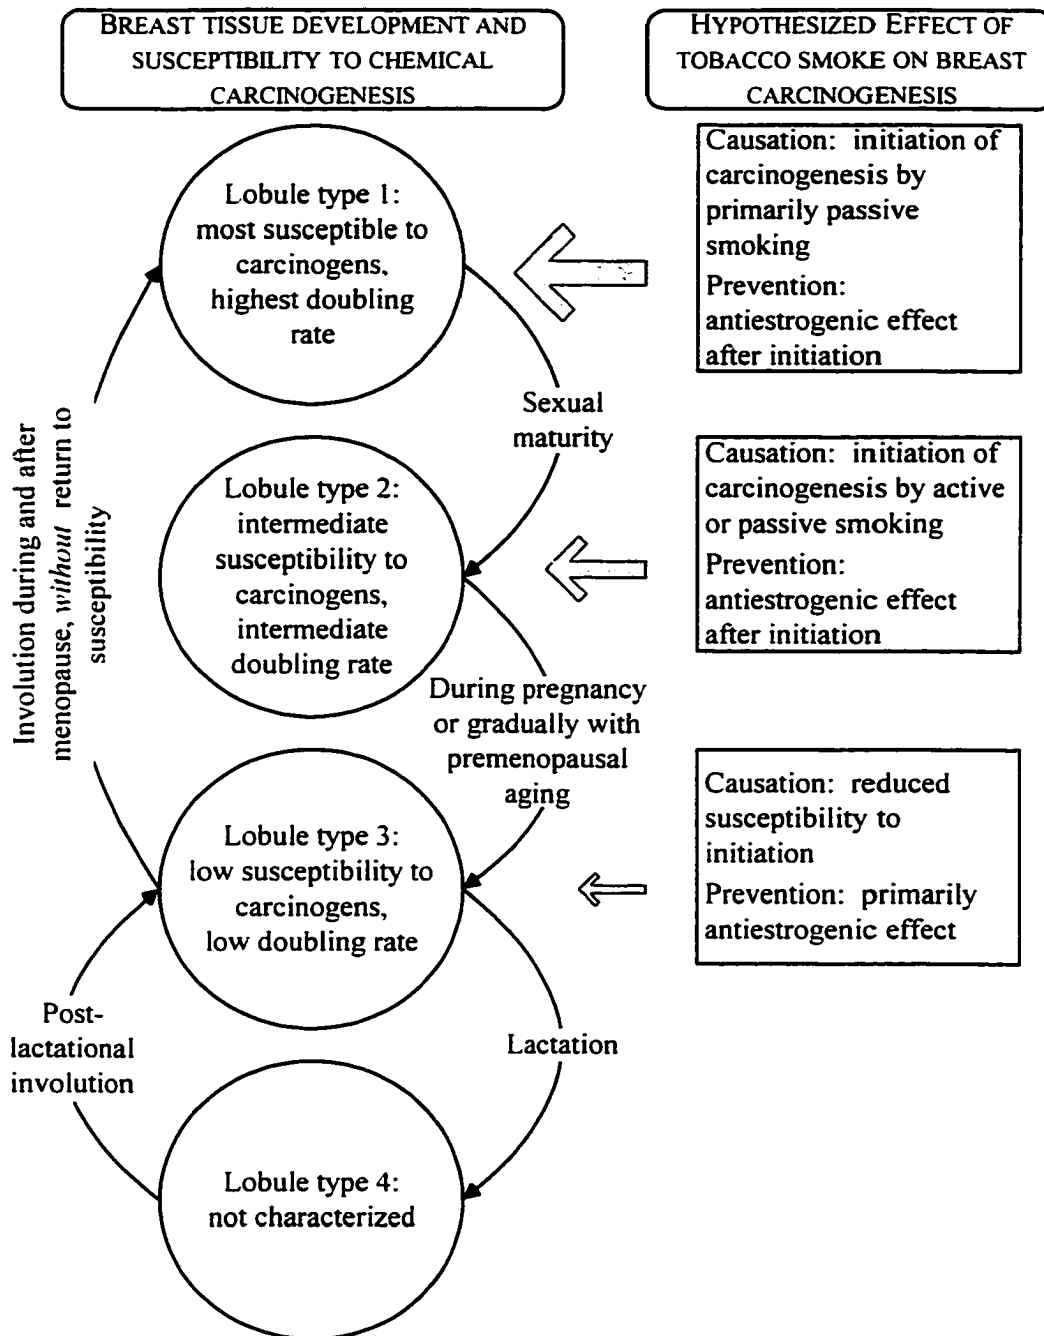 BREAST TISSUE DEVELOPMENT AND
SUSCEPTIBILITY TO CHEMICAL
CARCINOGENESIS
HYPOTHESIZED EFFECT OF
TOBACCO SMOKE ON BREAST
CARCINOGENESIS
Lobule type 1:
most susceptible to
carcinogens,
highest doubling
rate
Causation: initiation of
carcinogenesis by
primarily passive
smoking
Prevention:
antiestrogenic effect
after initiation
Sexual
maturity
Involution during and after
menopause, without return to
susceptibility
Lobule type 2:
intermediate
susceptibility to
carcinogens,
intermediate
doubling rate
Causation: initiation of
carcinogenesis by active
or passive smoking
Prevention:
antiestrogenic effect
after initiation
During pregnancy
or gradually with
premenopausal
aging
Lobule type 3:
low susceptibility to
carcinogens,
low doubling rate
Causation: reduced
susceptibility to
initiation
Prevention: primarily
antiestrogenic effect
Post-
lactational
involution
Lactation
Lobule type 4:
not characterized